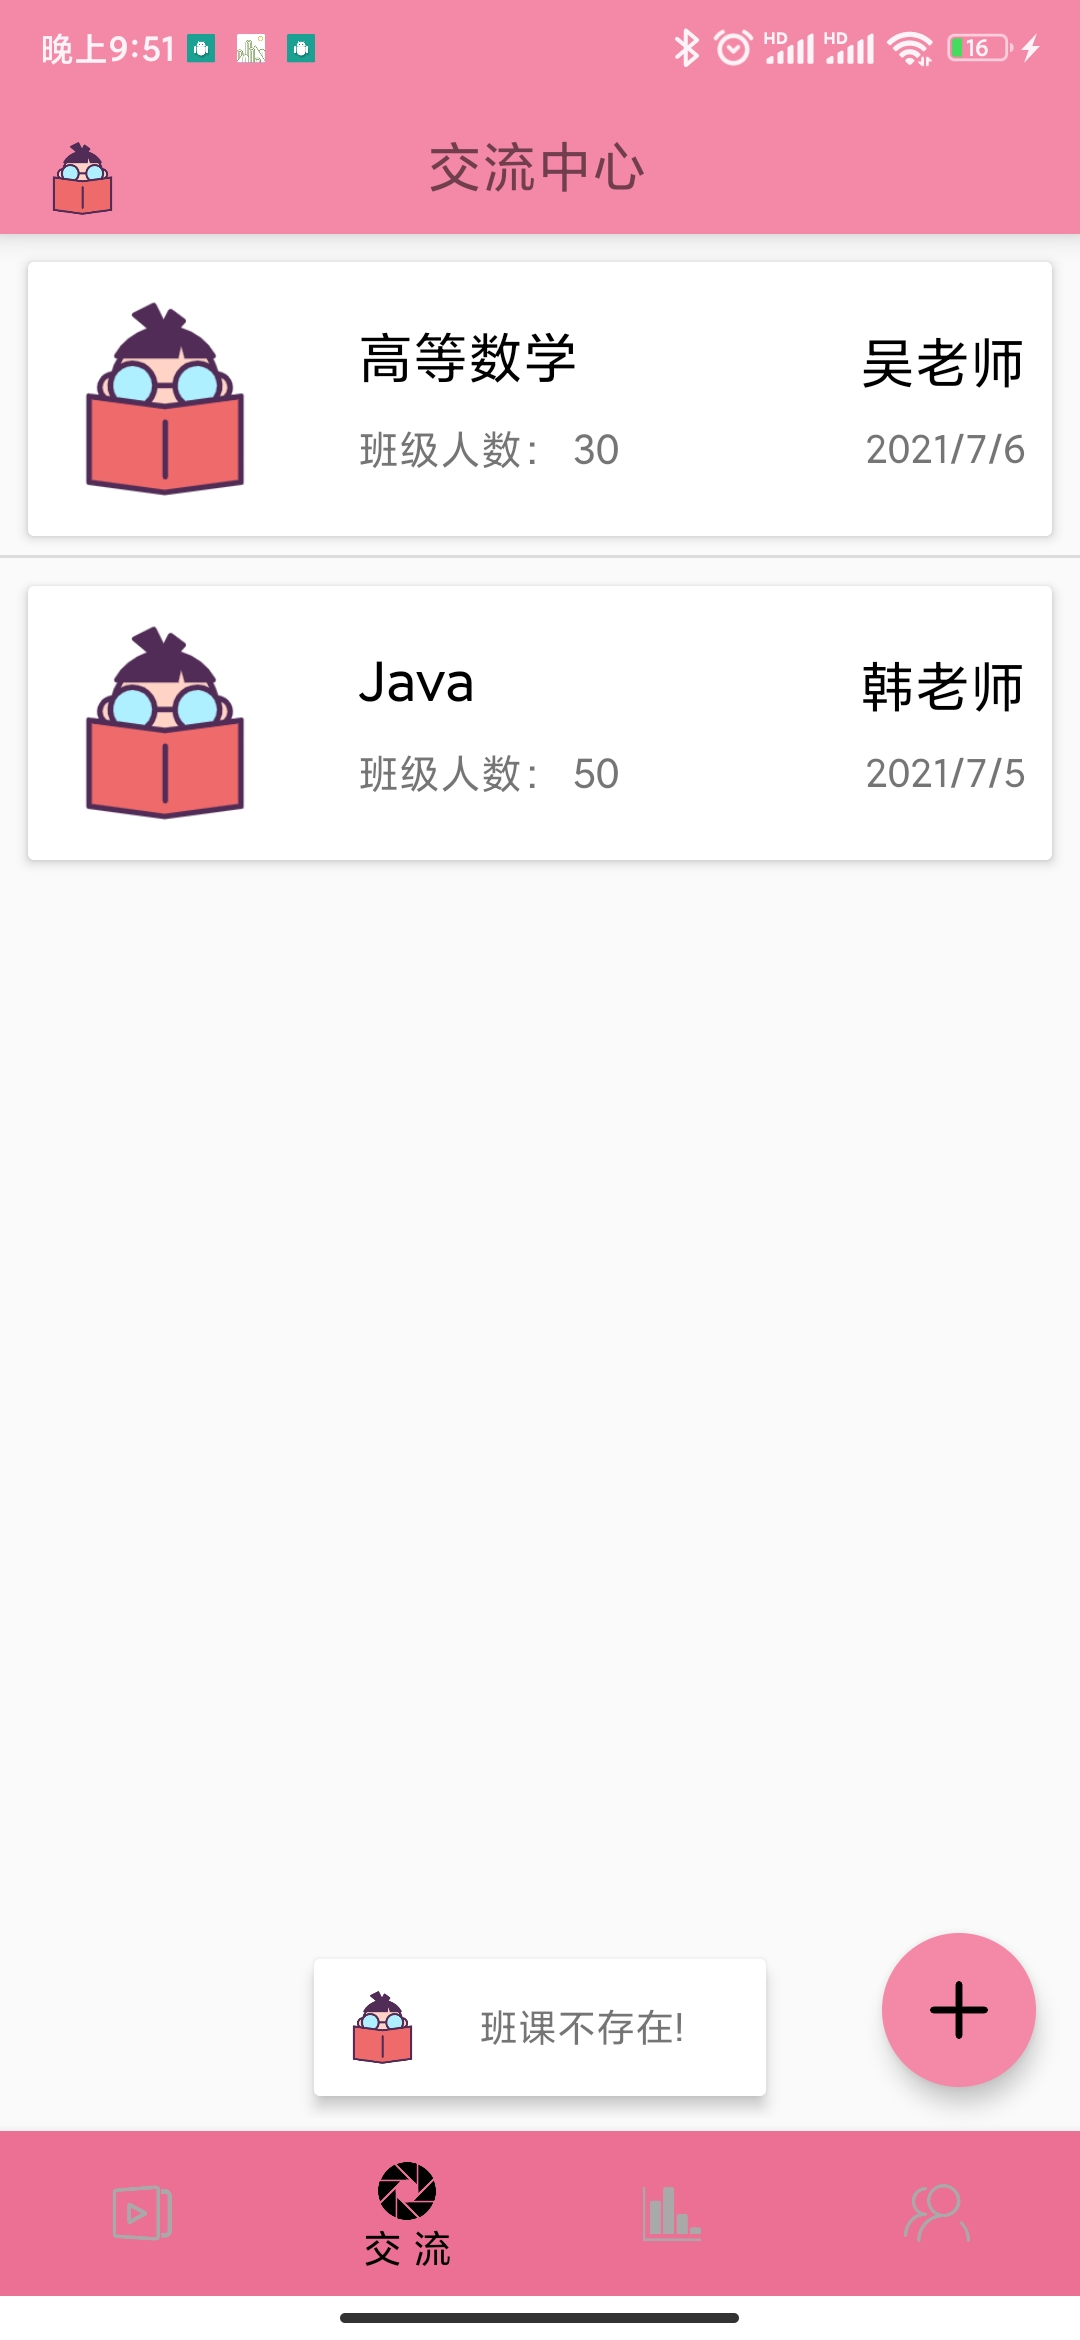 晚上9:51
HD HD 16
交流中心
高等数学 吴老师
班级人数： 30 2021/7/6
Java 韩老师
班级人数： 50 2021/7/5
班课不存在!
交流